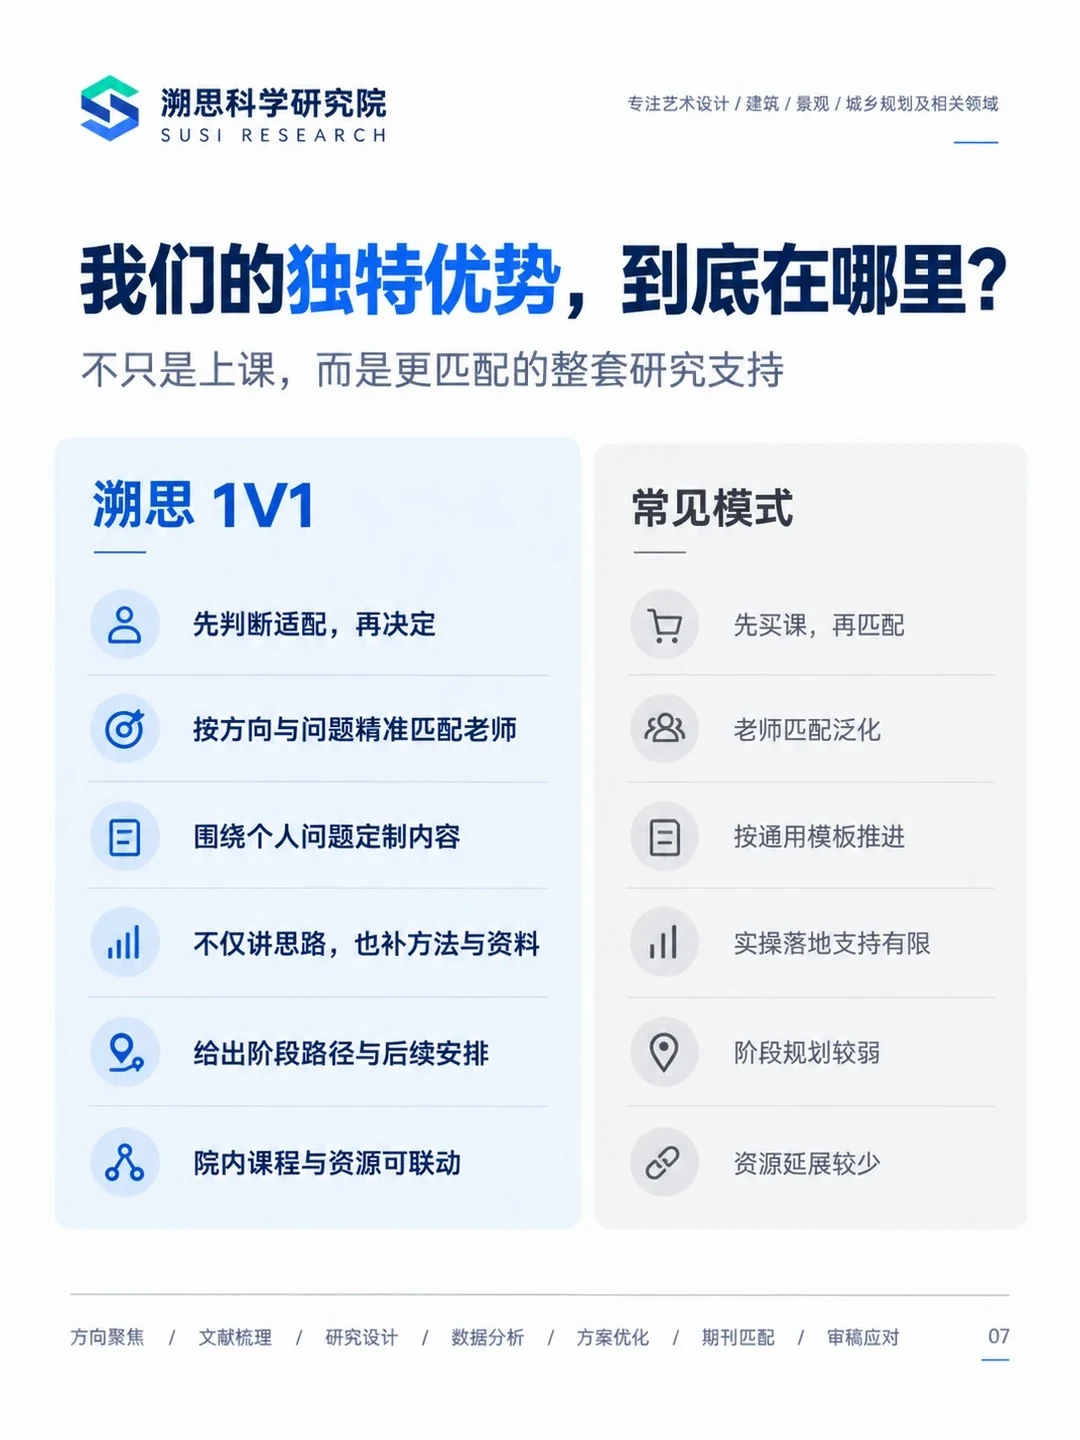 溯思科学研究院
SUSI RESEARCH
专注艺术设计 / 建筑 / 景观 / 城乡规划及相关领域
我们的独特优势，到底在哪里？
不只是上课，而是更匹配的整套研究支持
溯思 1V1
先判断适配，再决定
按方向与问题精准匹配老师
围绕个人问题定制内容
不仅讲思路，也补方法与资料
给出阶段路径与后续安排
院内课程与资源可联动
常见模式
先买课，再匹配
老师匹配泛化
按通用模板推进
实操落地支持有限
阶段规划较弱
资源延展较少
方向聚焦 / 文献梳理 / 研究设计 / 数据分析 / 方案优化 / 期刊匹配 / 审稿应对
07